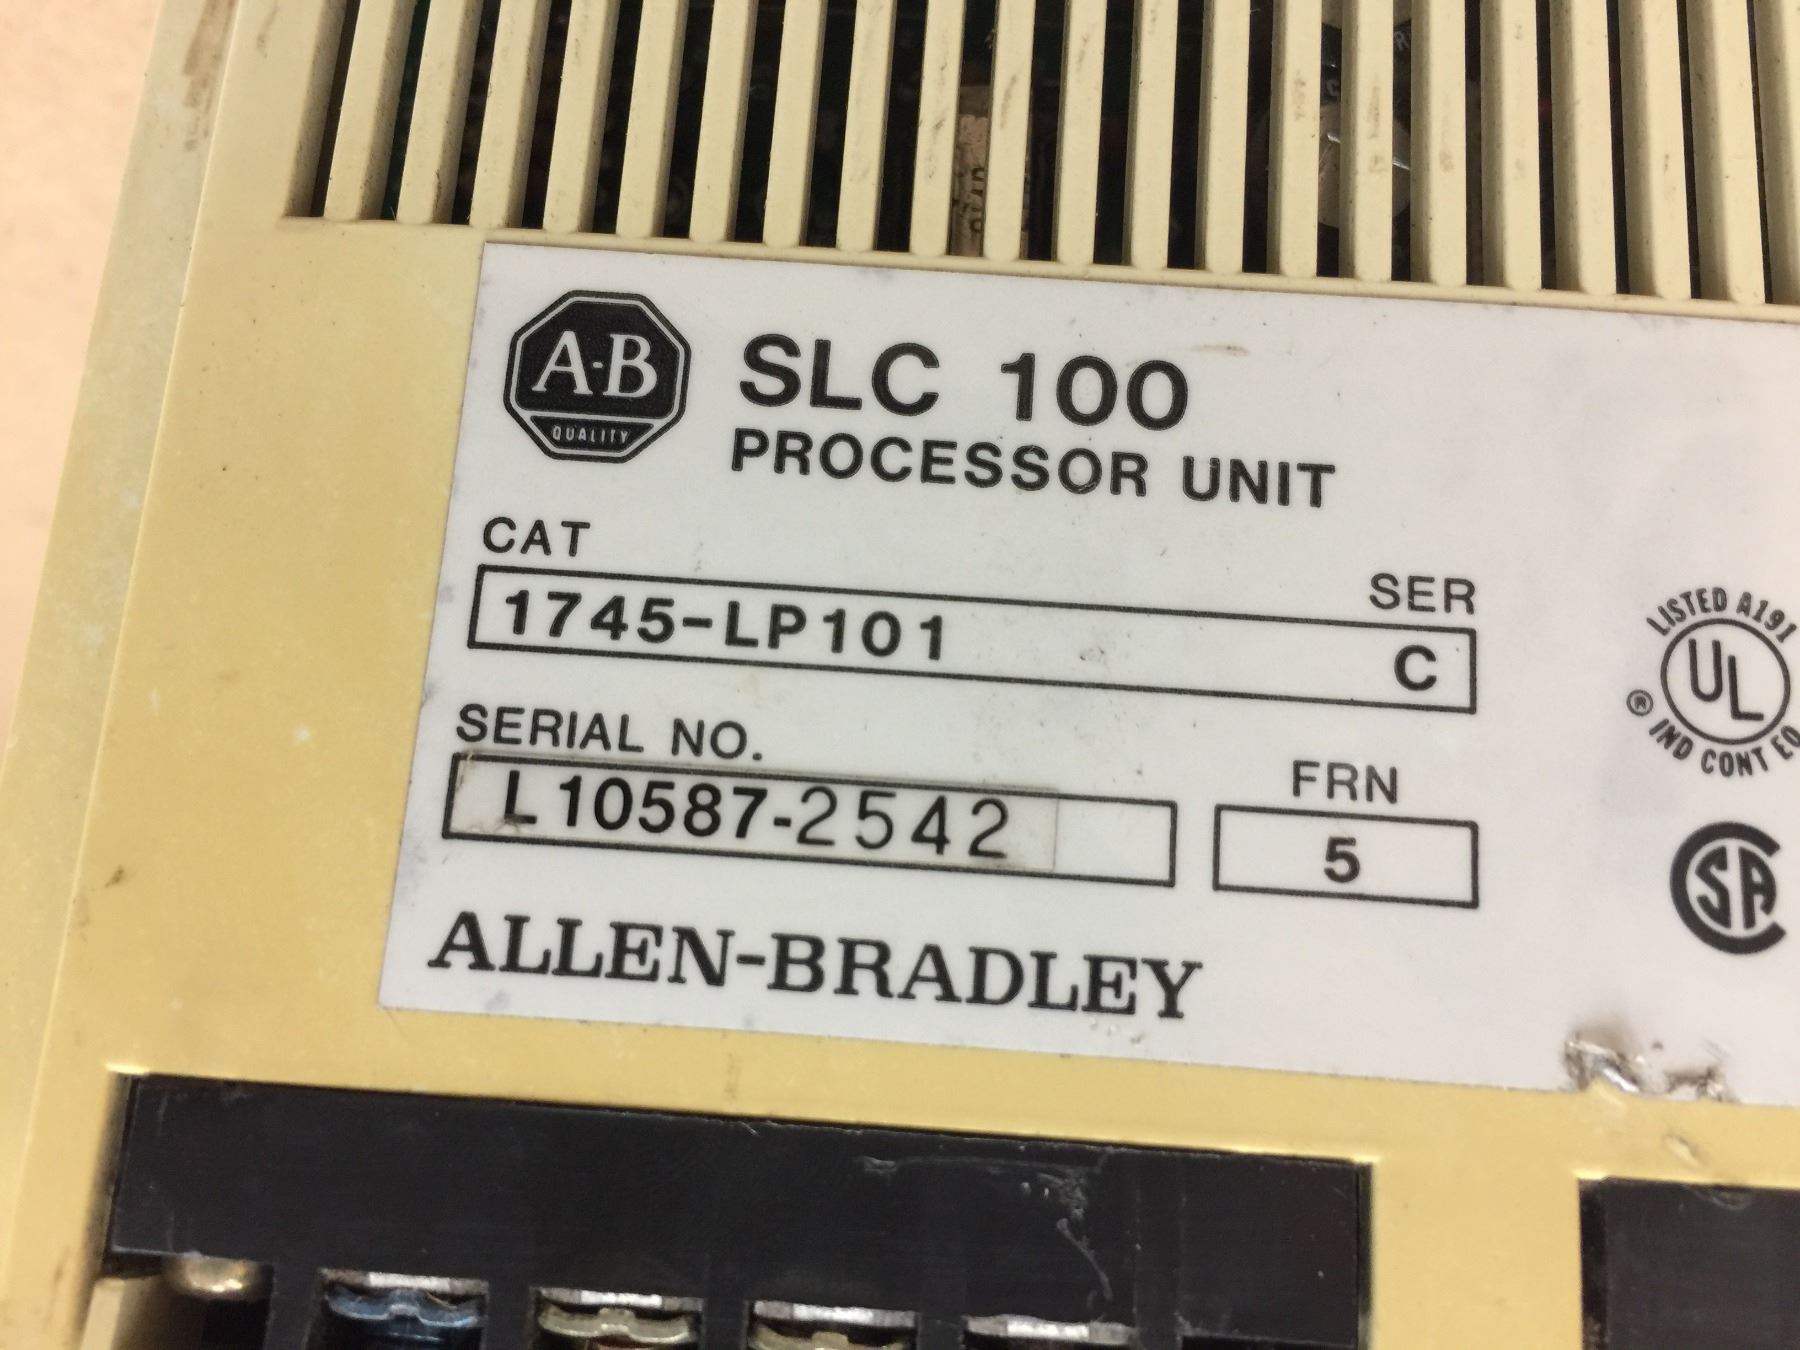 A-B
QUALITY
SLC 100
PROCESSOR UNIT
CAT
SER
1745-LP101
C
SERIAL NO.
FRN
L10587-2542
5
ALLEN-BRADLEY
LISTED A191
UL
®
IND CONT EQ
SA